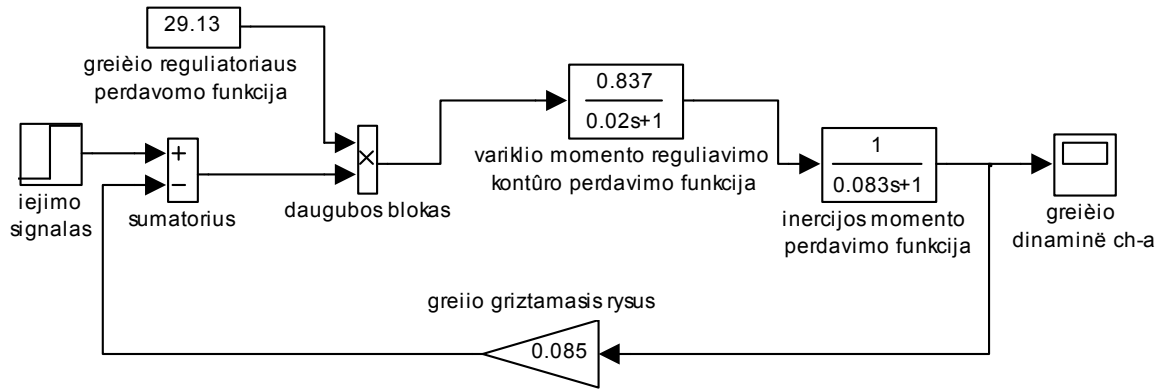 29.13
greièio reguliatoriaus
perdavomo funkcija
iejimo
signalas
+
−
sumatorius
×
daugubos blokas
0.837
0.02s+1
variklio momento reguliavimo
kontûro perdavimo funkcija
1
0.083s+1
inercijos momento
perdavimo funkcija
greièio
dinaminë ch-a
greiio griztamasis rysus
0.085